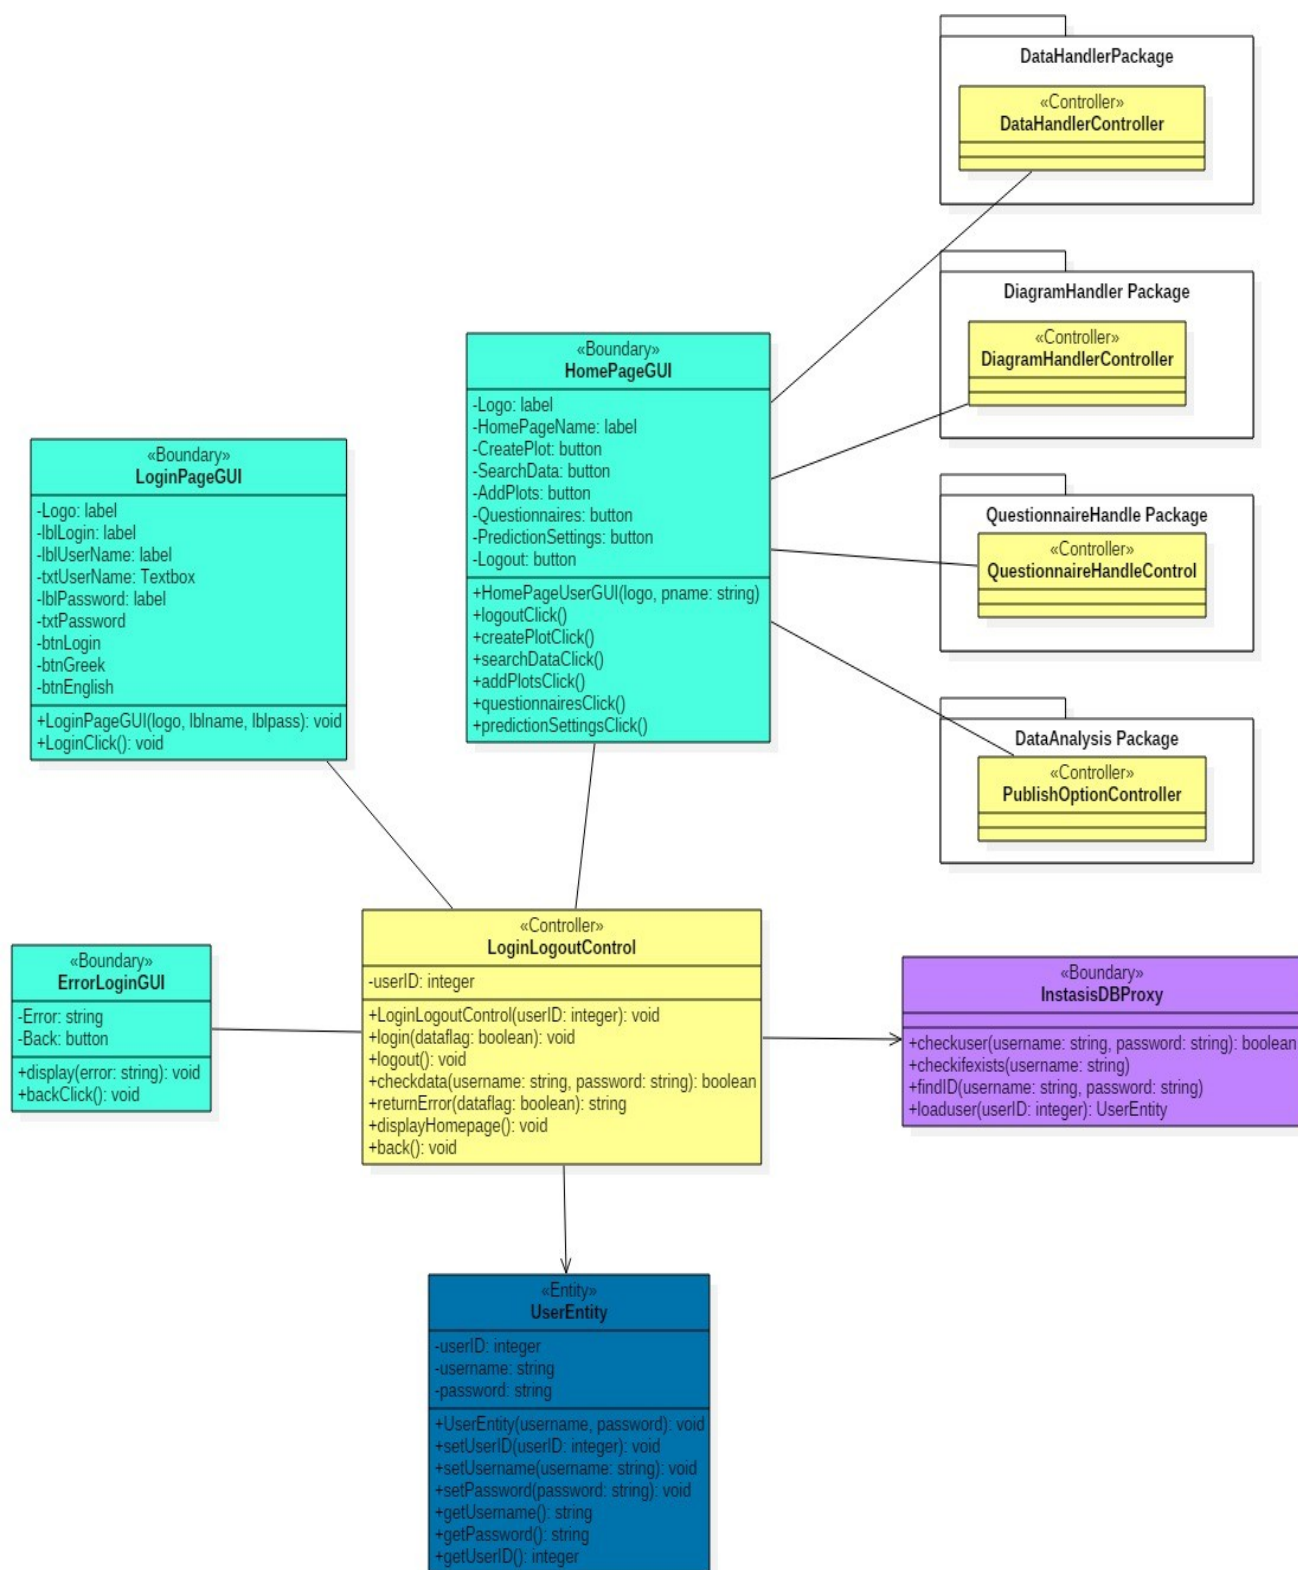 DataHandlerPackage
«Controller»
DataHandlerController
DiagramHandler Package
«Controller»
DiagramHandlerController
QuestionnaireHandle Package
«Controller»
QuestionnaireHandleControl
DataAnalysis Package
«Controller»
PublishOptionController
«Boundary»
HomePageGUI
-Logo: label
-HomePageName: label
-CreatePlot: button
-SearchData: button
-AddPlots: button
-Questionnaires: button
-PredictionSettings: button
-Logout: button
+HomePageUserGUI(logo, pname: string)
+logoutClick()
+createPlotClick()
+searchDataClick()
+addPlotsClick()
+questionnairesClick()
+predictionSettingsClick()
«Boundary»
LoginPageGUI
-Logo: label
-lblLogin: label
-lblUserName: label
-txtUserName: Textbox
-lblPassword: label
-txtPassword
-btnLogin
-btnGreek
-btnEnglish
+LoginPageGUI(logo, lblname, lblpass): void
+LoginClick(): void
«Boundary»
ErrorLoginGUI
-Error: string
-Back: button
+display(error: string): void
+backClick(): void
«Controller»
LoginLogoutControl
-userID: integer
+LoginLogoutControl(userID: integer): void
+login(dataflag: boolean): void
+logout(): void
+checkdata(username: string, password: string): boolean
+returnError(dataflag: boolean): string
+displayHomepage(): void
+back(): void
«Boundary»
InstasisDBProxy
+checkuser(username: string, password: string): boolean
+checkifexists(username: string)
+findID(username: string, password: string)
+loaduser(userID: integer): UserEntity
«Entity»
UserEntity
-userID: integer
-username: string
-password: string
+UserEntity(username, password): void
+setUserID(userID: integer): void
+setUsername(username: string): void
+setPassword(password: string): void
+getUsername(): string
+getPassword(): string
+getUserID(): integer